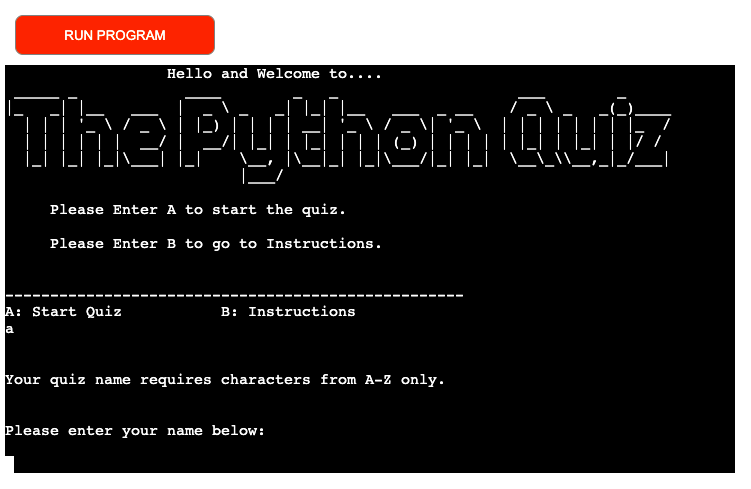 RUN PROGRAM
Hello and Welcome to....
The Python Quiz
Please Enter A to start the quiz.
Please Enter B to go to Instructions.
---------------------------------------------------
A: Start Quiz           B: Instructions
a
Your quiz name requires characters from A-Z only.
Please enter your name below: